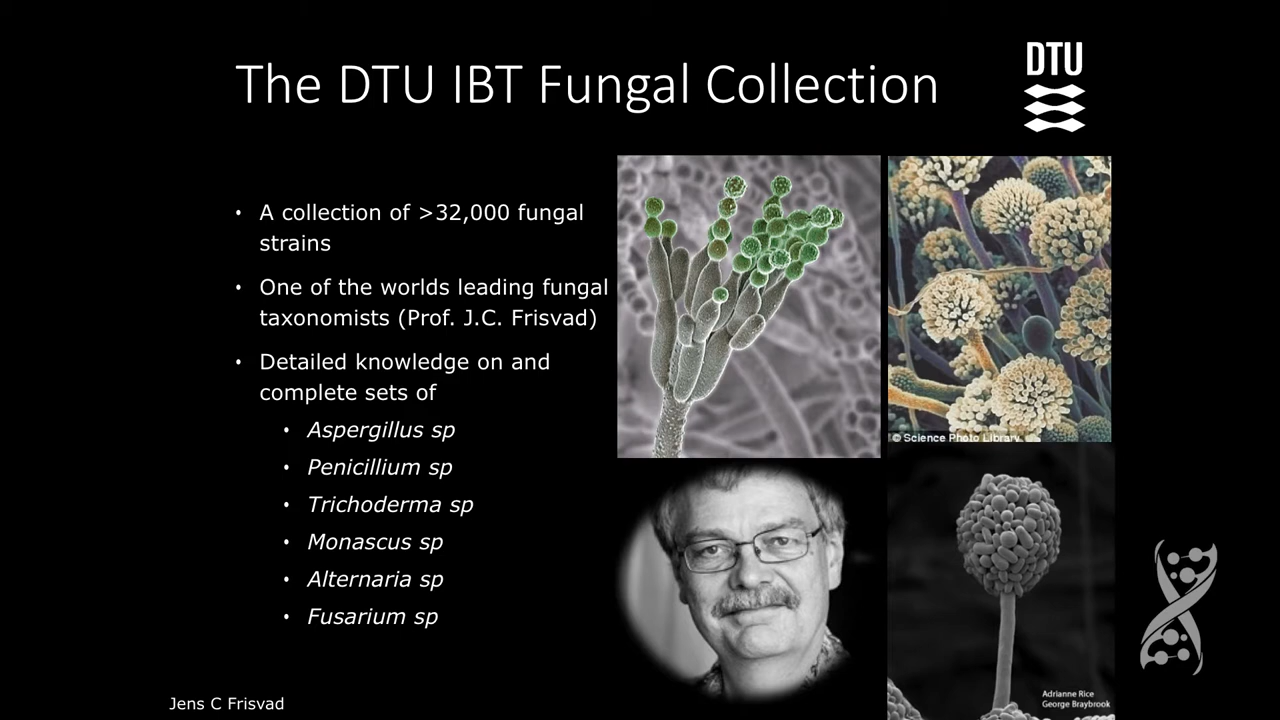 The DTU IBT Fungal Collection
DTU
• A collection of >32,000 fungal
strains
• One of the worlds leading fungal
taxonomists (Prof. J.C. Frisvad)
• Detailed knowledge on and
complete sets of
• Aspergillus sp
• Penicillium sp
• Trichoderma sp
• Monascus sp
• Alternaria sp
• Fusarium sp
© Science Photo Library
Adrianne Rice
George Braybrook
Jens C Frisvad